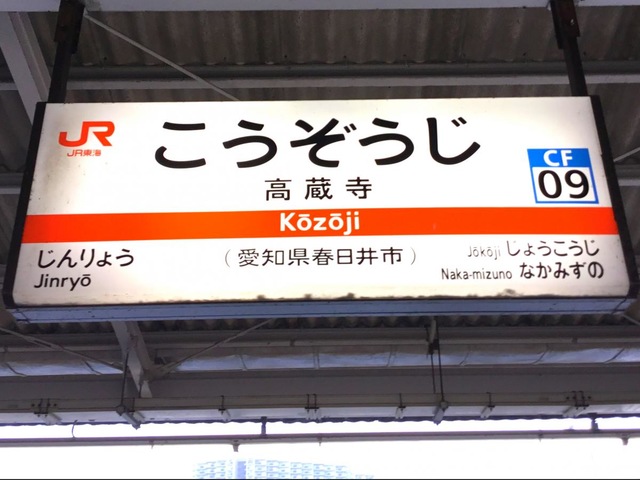 JR
JR東海
こうぞうじ
CF
09
高蔵寺
Kōzōji
じんりょう
Jinryō
(愛知県春日井市)
Jōkōji じょうこうじ
Naka-mizuno なかみずの